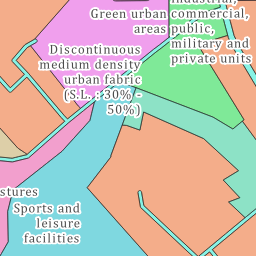 Green urban
areas
industrial,
commercial,
public,
military and
private units
Discontinuous
medium density
urban fabric
(S.L. : 30% -
50%)
stures
Sports and
leisure
facilities